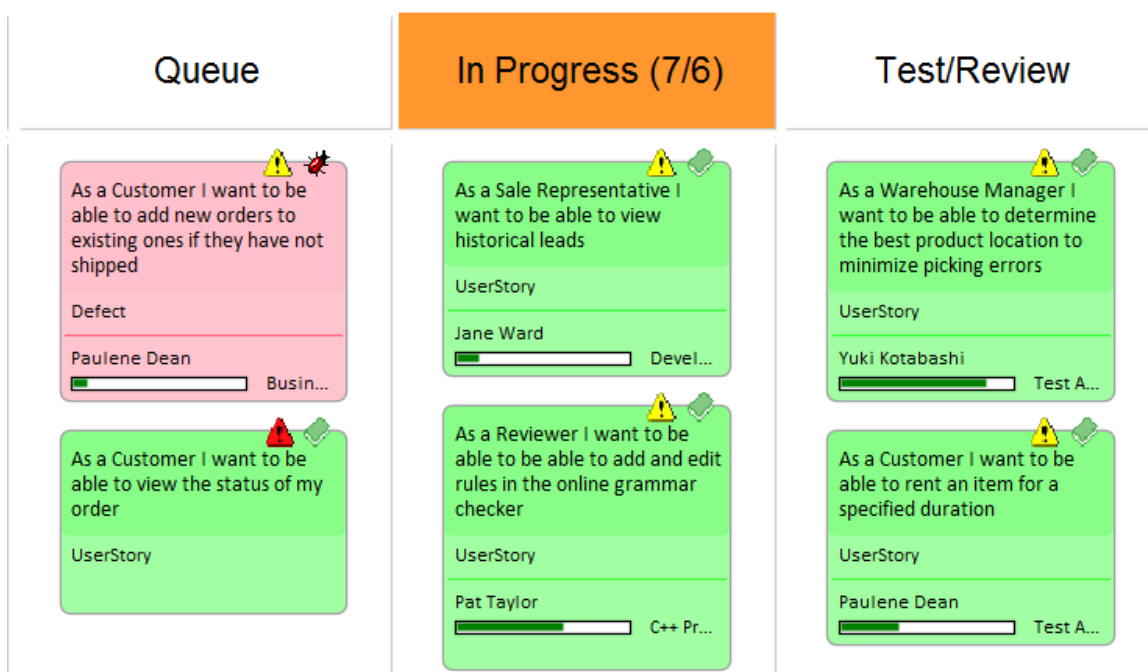 Queue
In Progress (7/6)
Test/Review
As a Customer I want to be
able to add new orders to
existing ones if they have not
shipped
Defect
Paulene Dean
Busin...
As a Customer I want to be
able to view the status of my
order
UserStory
As a Sale Representative I
want to be able to view
historical leads
UserStory
Jane Ward
Devel...
As a Reviewer I want to be
able to be able to add and edit
rules in the online grammar
checker
UserStory
Pat Taylor
C++ Pr...
As a Warehouse Manager I
want to be able to determine
the best product location to
minimize picking errors
UserStory
Yuki Kotabashi
Test A...
As a Customer I want to be
able to rent an item for a
specified duration
UserStory
Paulene Dean
Test A...